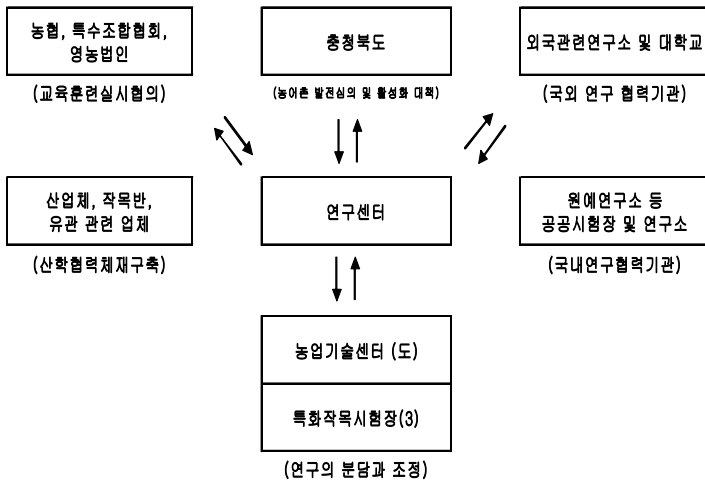 농협, 특수조합협회,
영농법인
(교육훈련실시협의)
충청북도
(농어촌 발전심의 및 활성화 대책)
외국관련연구소 및 대학교
(국외 연구 협력기관)
산업체, 작목반,
유관 관련 업체
(산학협력체재구축)
연구센터
원예연구소 등
공공시험장 및 연구소
(국내연구협력기관)
농업기술센터 (도)
특화작목시험장(3)
(연구의 분담과 조정)